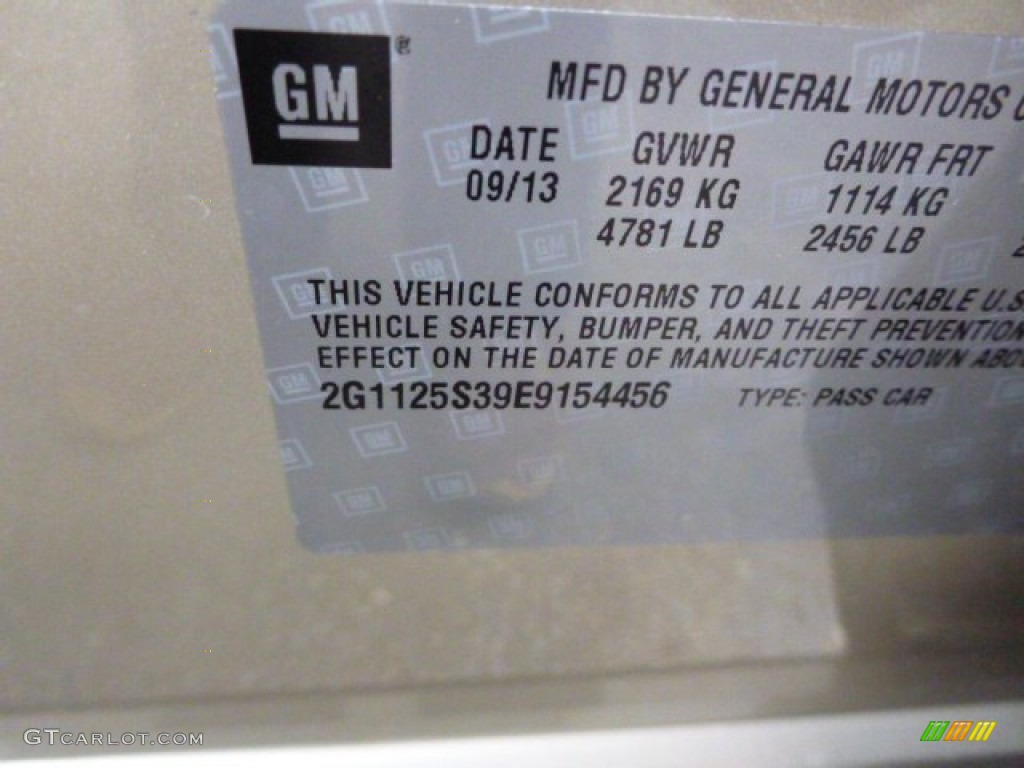 GM ®
MFD BY GENERAL MOTORS
DATE GVWR GAWR FRT
09/13 2169 KG 1114 KG
4781 LB 2456 LB
THIS VEHICLE CONFORMS TO ALL APPLICABLE U.S
VEHICLE SAFETY, BUMPER, AND THEFT PREVENTION
EFFECT ON THE DATE OF MANUFACTURE SHOWN ABO
2G1125S39E9154456 TYPE: PASS CAR
GTCARLOT.COM